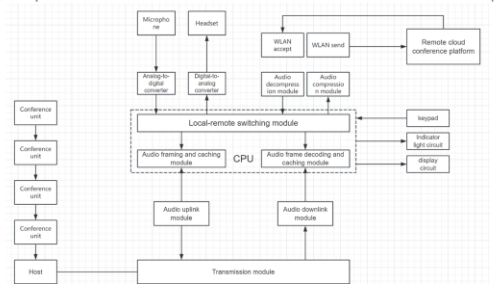 Micropho
ne
Headset
WLAN
accept
WLAN send
Remote cloud
conference platform
Analog-to-
digital
converter
Digital-to-
analog
converter
Audio
decompress
ion module
Audio
compressio
n module
Conference
unit
Local-remote switching module
keypad
Conference
unit
Indicator
light circuit
Audio framing and caching
module
CPU
Audio frame decoding and
caching module
display
circuit
Conference
unit
Audio uplink
module
Audio downlink
module
Conference
unit
Host
Transmission module